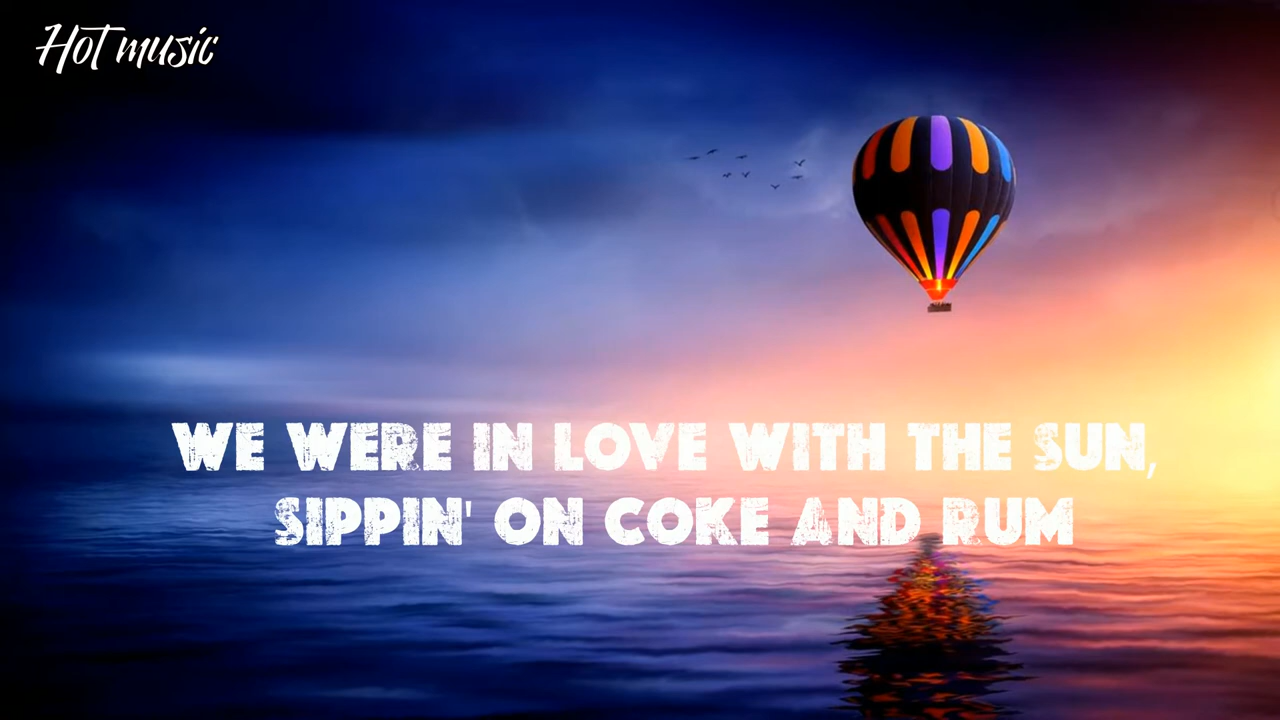 Hot music
WE WERE IN LOVE WITH THE SUN,
SIPPIN' ON COKE AND RUM